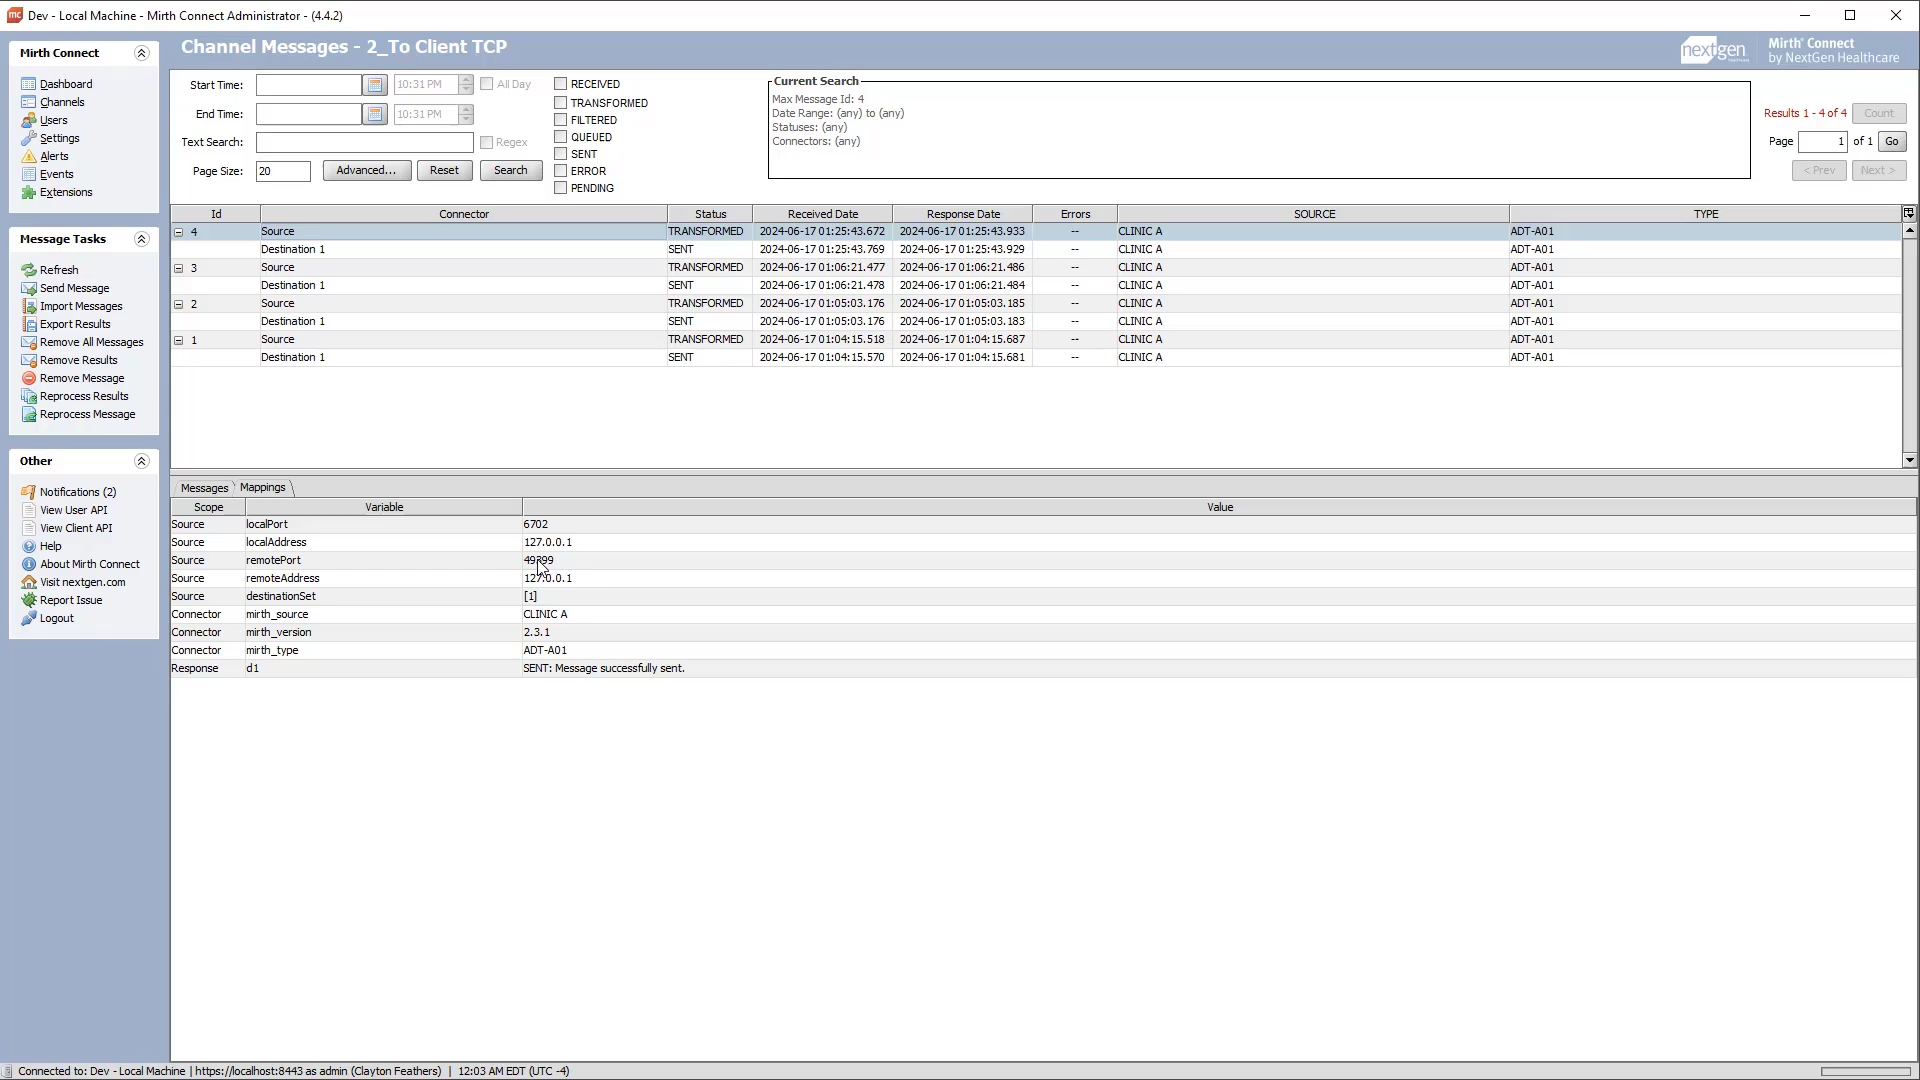 Dev - Local Machine - Mirth Connect Administrator - (4.4.2)
Mirth Connect
Dashboard
Channels
Users
Settings
Alerts
Events
Extensions
Message Tasks
Refresh
Send Message
Import Messages
Export Results
Remove All Messages
Remove Results
Remove Message
Reprocess Results
Reprocess Message
Other
Notifications (2)
View User API
View Client API
Help
About Mirth Connect
Visit nextgen.com
Report Issue
Logout
Channel Messages - 2_To Client TCP
nextgen
Mirth® Connect
by NextGen Healthcare
Start Time: 10:31 PM All Day
End Time: 10:31 PM
Text Search: Regex
Page Size: 20 Advanced... Reset Search
RECEIVED
TRANSFORMED
FILTERED
QUEUED
SENT
ERROR
PENDING
Current Search
Max Message Id: 4
Date Range: (any) to (any)
Statuses: (any)
Connectors: (any)
Results 1 - 4 of 4 Count
Page 1 of 1 Go
< Prev Next >
Id Connector Status Received Date Response Date Errors SOURCE TYPE
4 Source TRANSFORMED 2024-06-17 01:25:43.672 2024-06-17 01:25:43.933 -- CLINIC A ADT-A01
Destination 1 SENT 2024-06-17 01:25:43.769 2024-06-17 01:25:43.929 -- CLINIC A ADT-A01
3 Source TRANSFORMED 2024-06-17 01:06:21.477 2024-06-17 01:06:21.486 -- CLINIC A ADT-A01
Destination 1 SENT 2024-06-17 01:06:21.478 2024-06-17 01:06:21.484 -- CLINIC A ADT-A01
2 Source TRANSFORMED 2024-06-17 01:05:03.176 2024-06-17 01:05:03.185 -- CLINIC A ADT-A01
Destination 1 SENT 2024-06-17 01:05:03.176 2024-06-17 01:05:03.183 -- CLINIC A ADT-A01
1 Source TRANSFORMED 2024-06-17 01:04:15.518 2024-06-17 01:04:15.687 -- CLINIC A ADT-A01
Destination 1 SENT 2024-06-17 01:04:15.570 2024-06-17 01:04:15.681 -- CLINIC A ADT-A01
Messages Mappings
Scope Variable Value
Source localPort 6702
Source localAddress 127.0.0.1
Source remotePort
Source remoteAddress 127.0.0.1
Source destinationSet [1]
Connector mirth_source CLINIC A
Connector mirth_version 2.3.1
Connector mirth_type ADT-A01
Response d1 SENT: Message successfully sent.
Connected to: Dev - Local Machine | https://localhost:8443 as admin (Clayton Feathers) | 12:03 AM EDT (UTC -4)